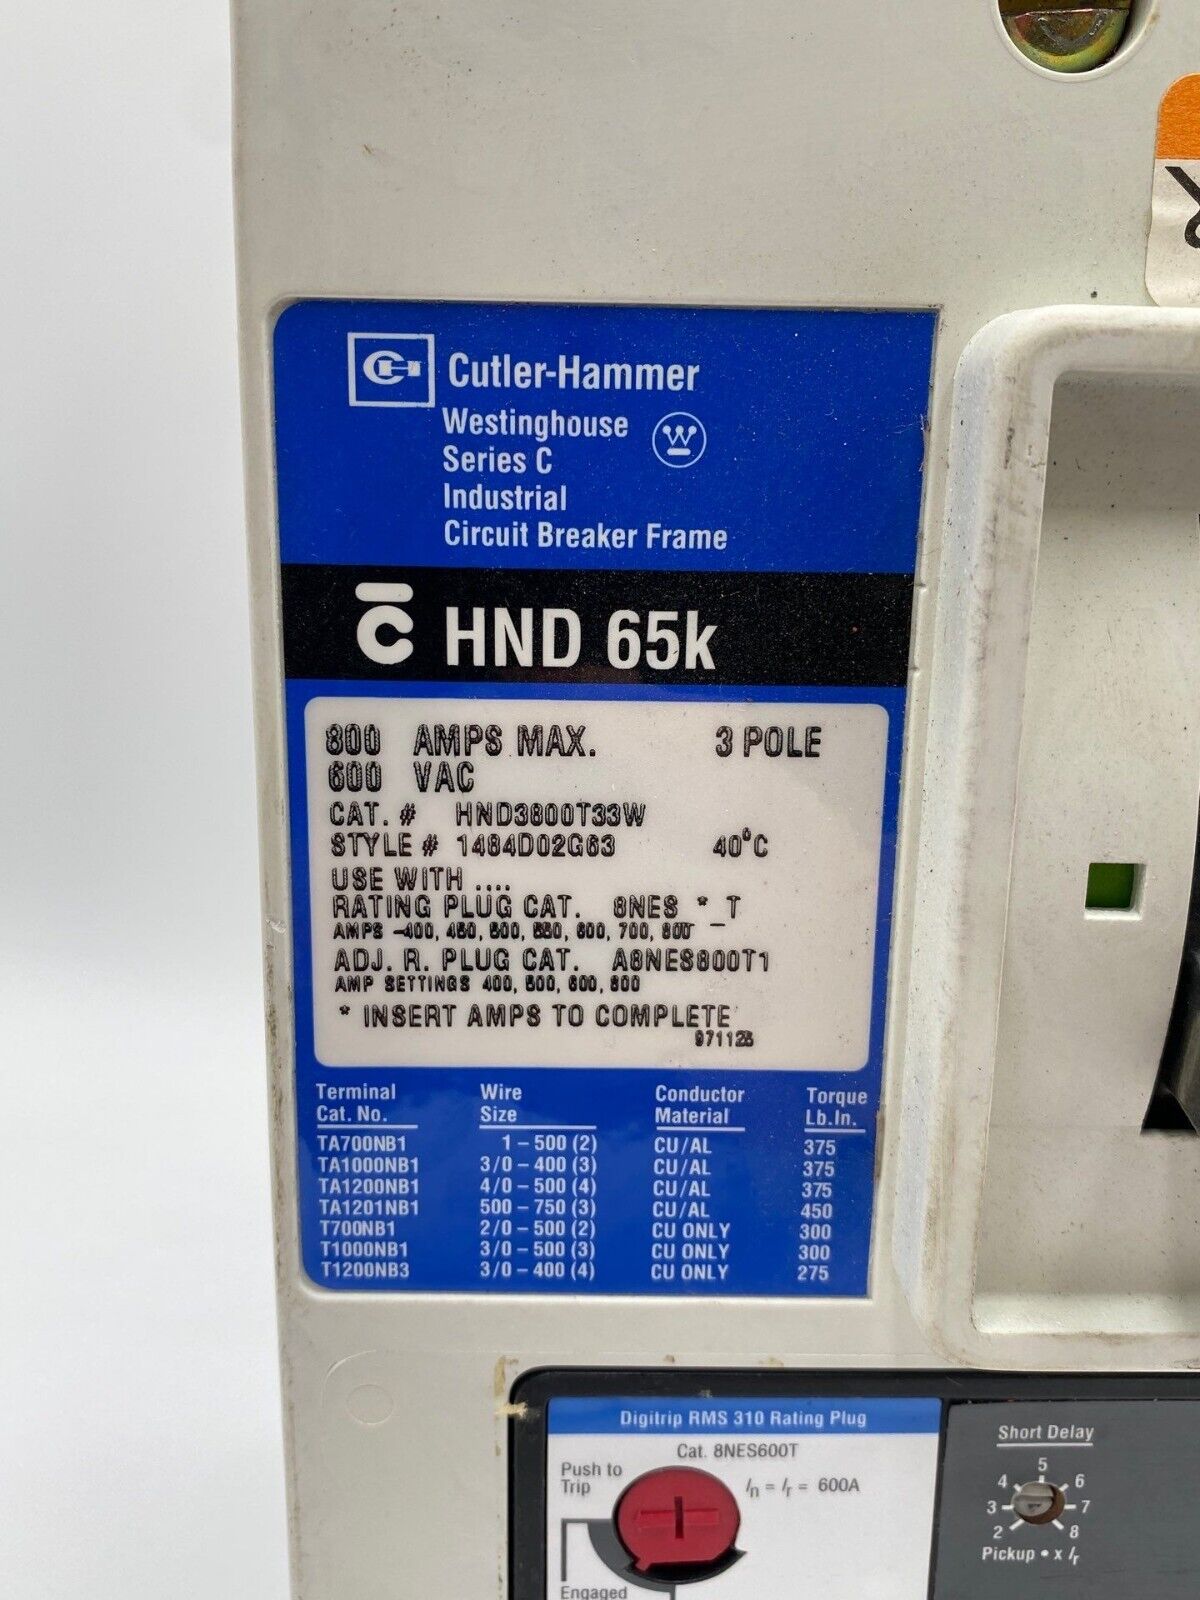 Cutler-Hammer
Westinghouse
Series C
Industrial
Circuit Breaker Frame
HND 65k
800 AMPS MAX. 3 POLE
600 VAC
CAT. # HND3800T33W
STYLE # 1484D02G63 40°C
USE WITH ....
RATING PLUG CAT. 8NES *_T
AMPS -400, 450, 500, 550, 600, 700, 800
ADJ. R. PLUG CAT. A8NES800T1
AMP SETTINGS 400, 500, 600, 800
* INSERT AMPS TO COMPLETE
Terminal Wire Conductor Torque
Cat. No. Size Material Lb.In.
TA700NB1 1 – 500 (2) CU/AL 375
TA1000NB1 3/0 – 400 (3) CU/AL 375
TA1200NB1 4/0 – 500 (4) CU/AL 375
TA1201NB1 500 – 750 (3) CU/AL 450
T700NB1 2/0 – 500 (2) CU ONLY 300
T1000NB1 3/0 – 500 (3) CU ONLY 300
T1200NB3 3/0 – 400 (4) CU ONLY 275
Digitrip RMS 310 Rating Plug
Cat. 8NES600T
Push to
Trip
In = Ir = 600A
Engaged
Short Delay
5
4 6
3 7
2 8
Pickup • x Ir